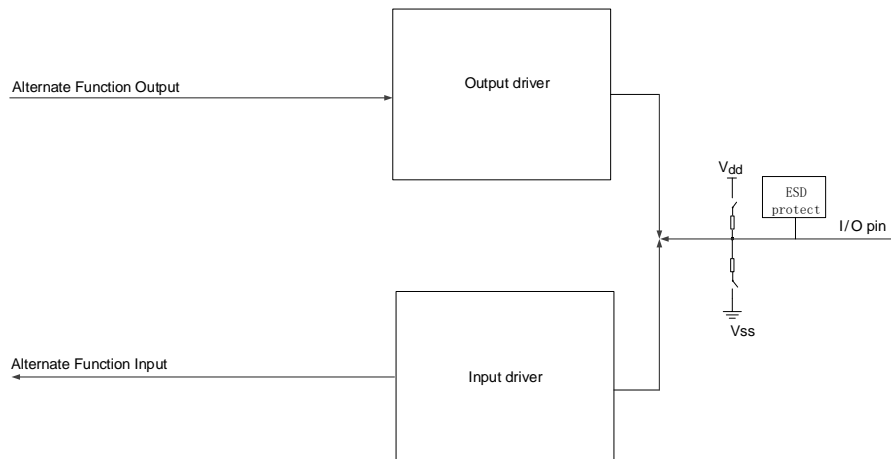 Alternate Function Output
Output driver
Vdd
ESD
protect
I/O pin
Vss
Alternate Function Input
Input driver